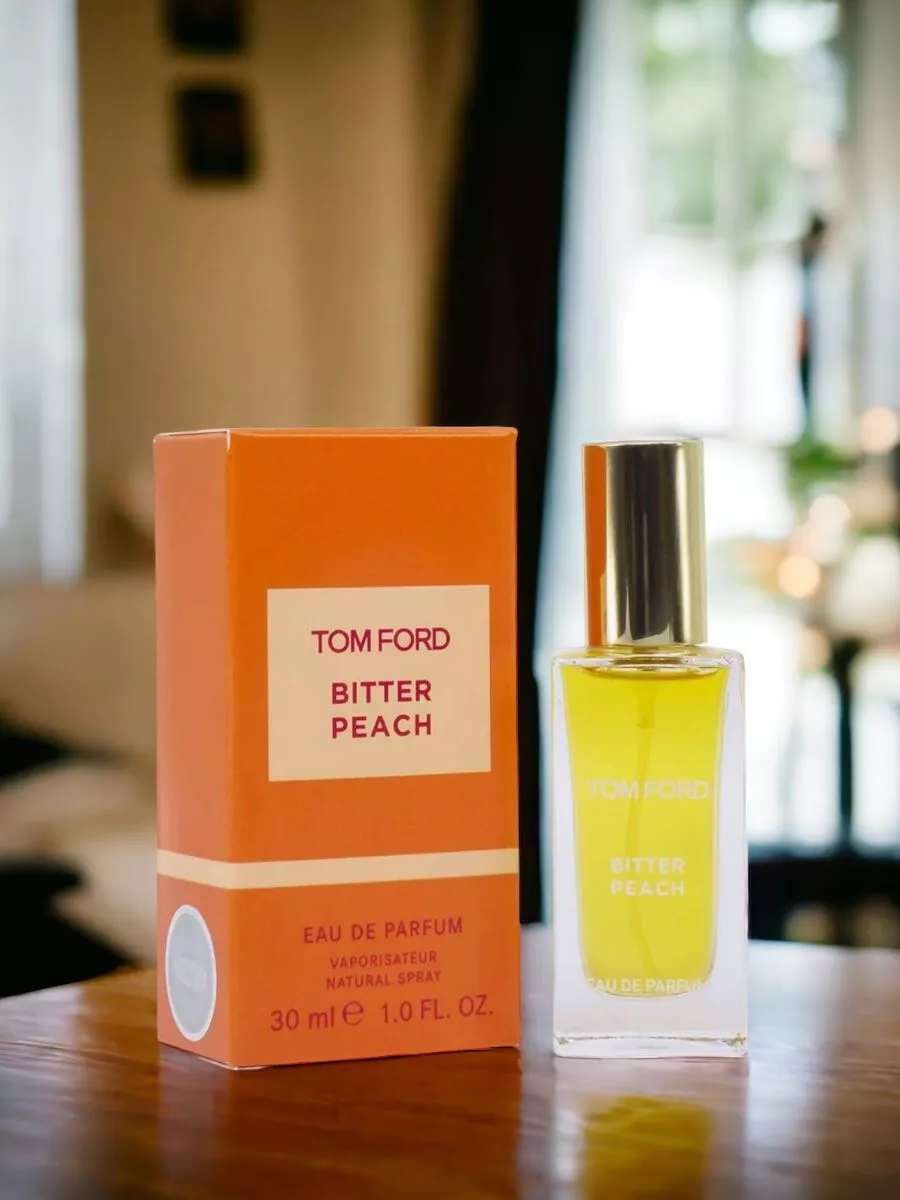 TOM FORD
BITTER
PEACH
EAU DE PARFUM
VAPORISATEUR
NATURAL SPRAY
30 ml e 1.0 FL. OZ.
TOM FORD
BITTER
PEACH
EAU DE PARFUM